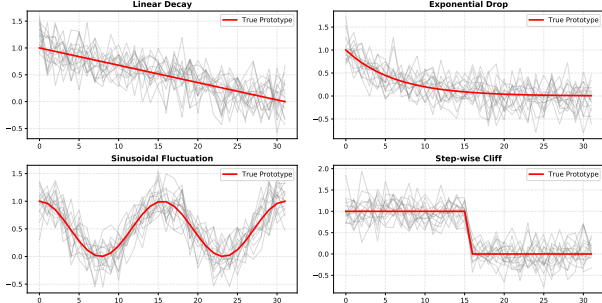 Linear Decay
True Prototype
1.5
1.0
0.5
0.0
−0.5
0 5 10 15 20 25 30
Exponential Drop
True Prototype
1.5
1.0
0.5
0.0
−0.5
0 5 10 15 20 25 30
Sinusoidal Fluctuation
True Prototype
1.5
1.0
0.5
0.0
−0.5
0 5 10 15 20 25 30
Step-wise Cliff
True Prototype
2.0
1.5
1.0
0.5
0.0
−0.5
0 5 10 15 20 25 30